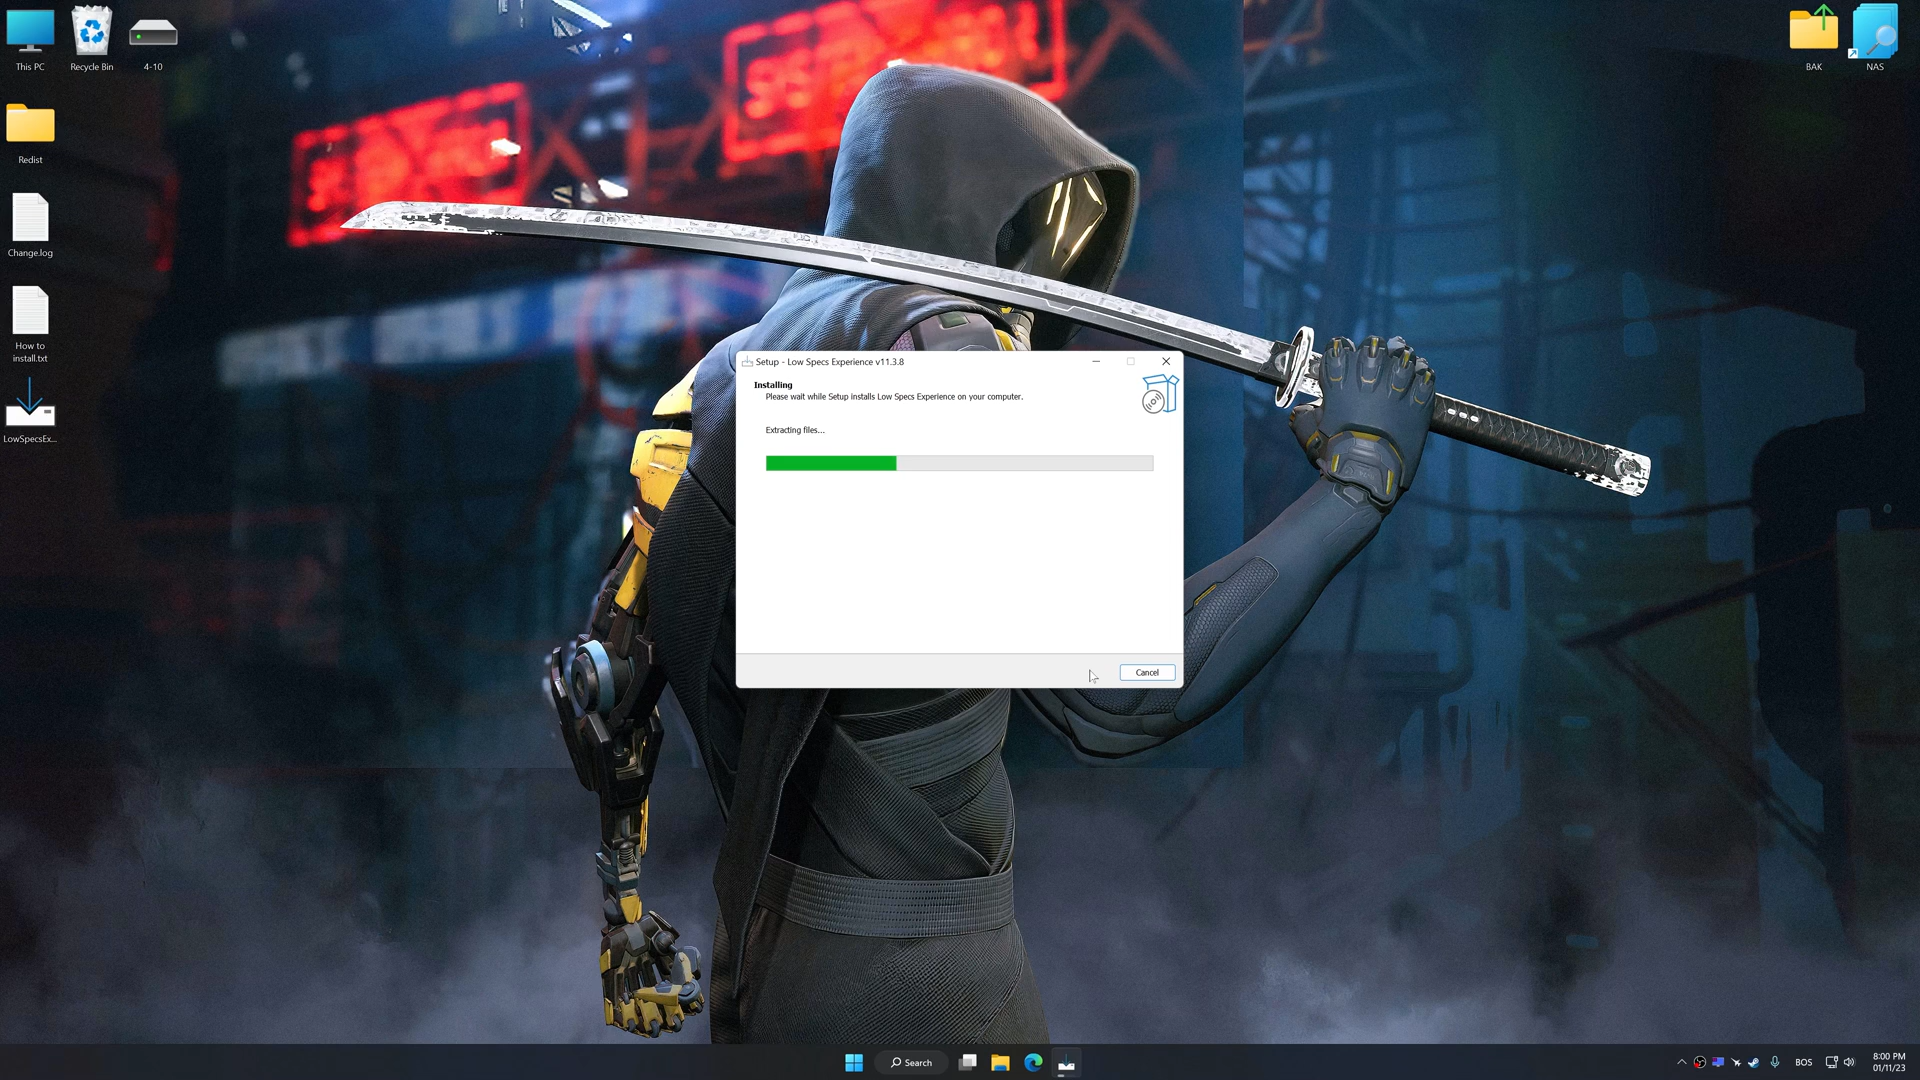 This PC
Recycle Bin
4-10
BAK
NAS
Redist
Change.log
How to
install.txt
LowSpecsEx...
Setup - Low Specs Experience v11.3.8
Installing
Please wait while Setup installs Low Specs Experience on your computer.
Extracting files...
Cancel
Search
BOS
8:00 PM
01/11/23